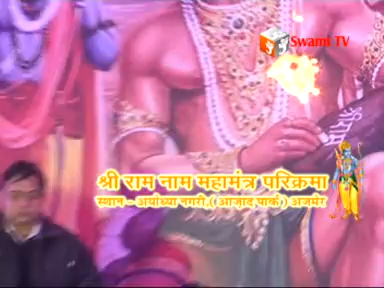 Swami TV
श्री राम नाम महामंत्र परिक्रमा
स्थान - अयोध्या नगरी,( आज़ाद पार्क ) अजमेर